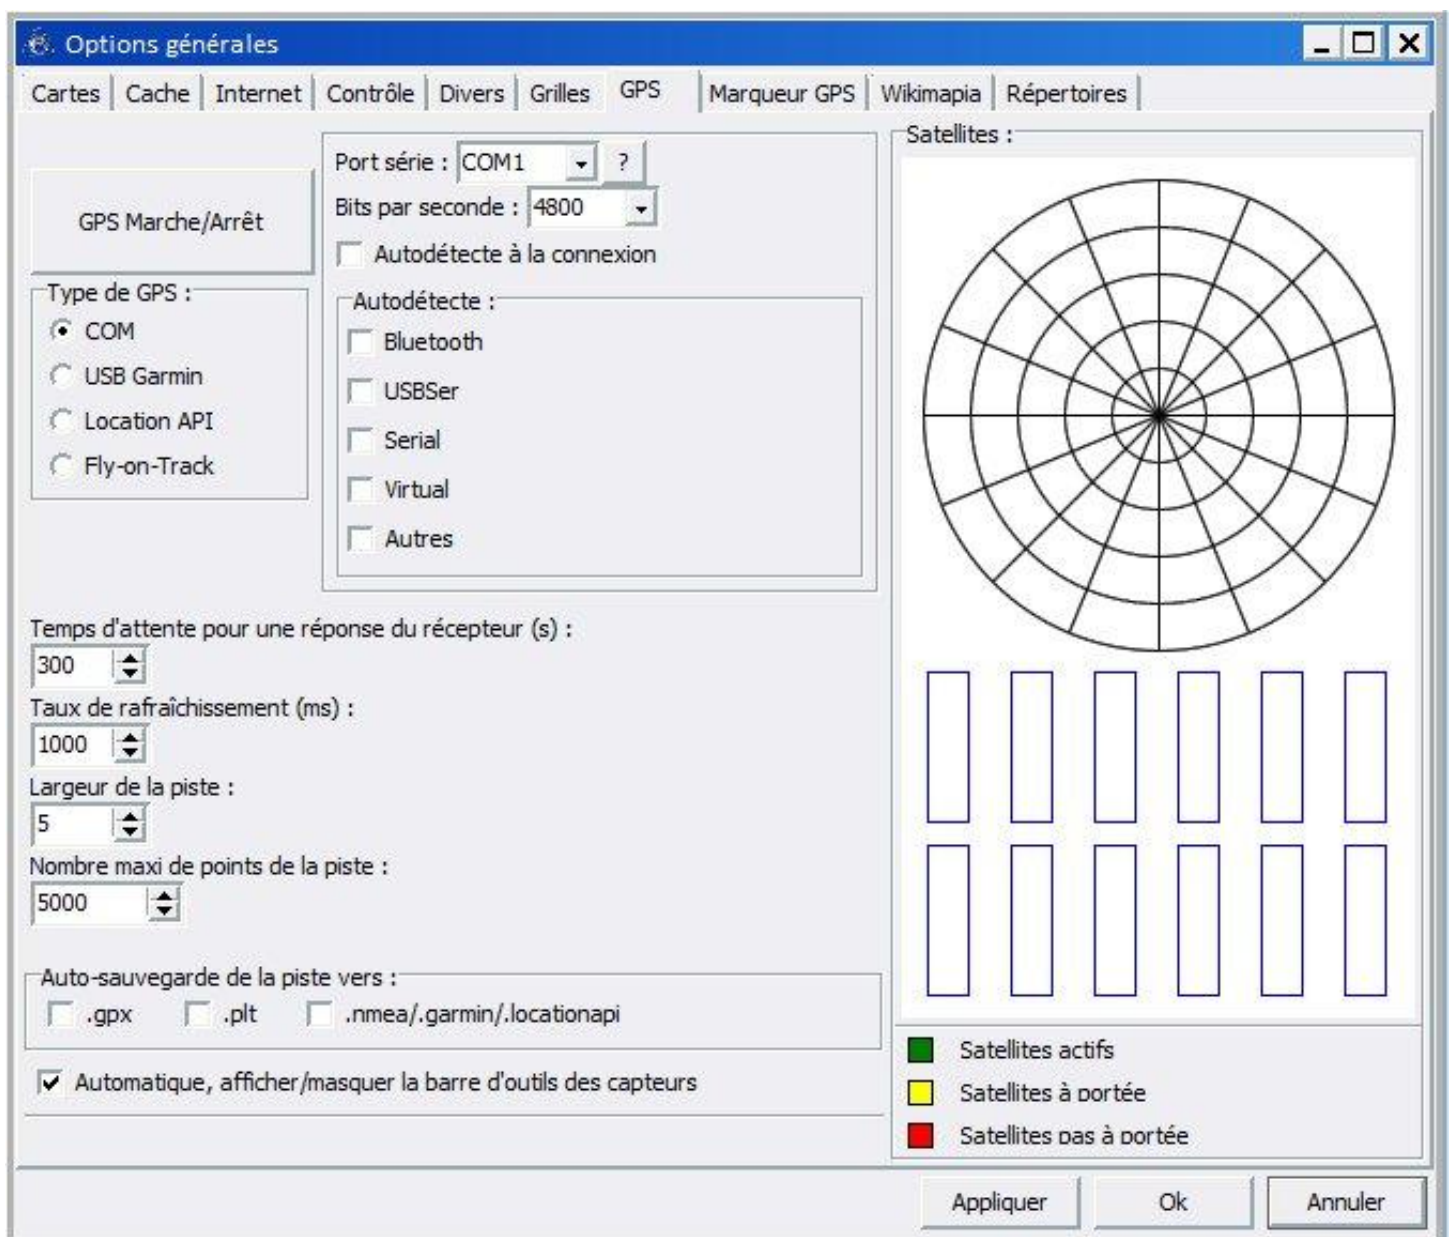 Options générales
Cartes Cache Internet Contrôle Divers Grilles GPS Marqueur GPS Wikimapia Répertoires
GPS Marche/Arrêt
Type de GPS :
COM
USB Garmin
Location API
Fly-on-Track
Port série : COM1 ?
Bits par seconde : 4800
Autodétecte à la connexion
Autodétecte :
Bluetooth
USBSer
Serial
Virtual
Autres
Temps d'attente pour une réponse du récepteur (s) :
300
Taux de rafraîchissement (ms) :
1000
Largeur de la piste :
5
Nombre maxi de points de la piste :
5000
Auto-sauvegarde de la piste vers :
.gpx .plt .nmea/.garmin/.locationapi
Automatique, afficher/masquer la barre d'outils des capteurs
Satellites :
Satellites actifs
Satellites à portée
Satellites pas à portée
Appliquer Ok Annuler